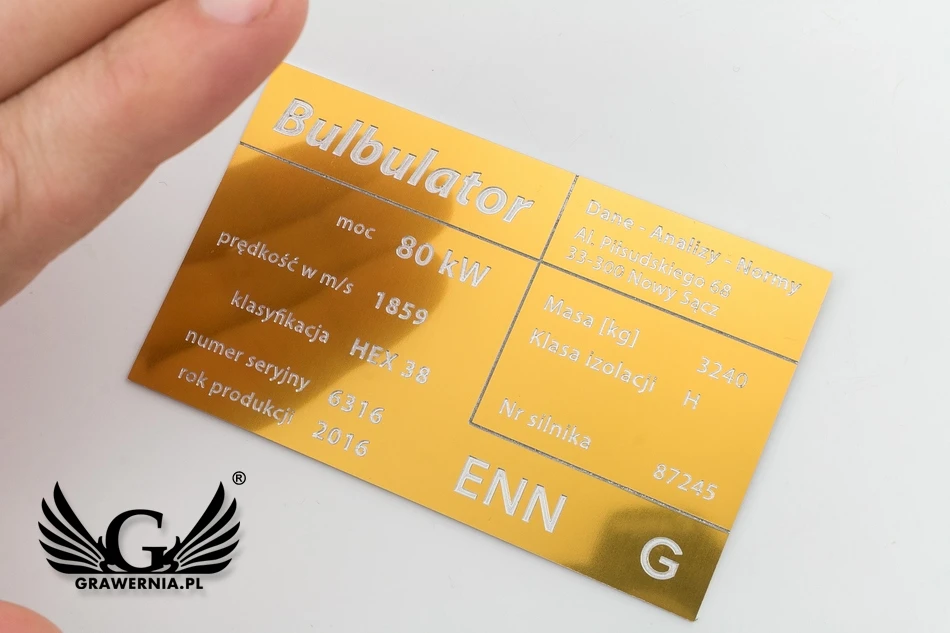 Bulbulator
moc 80 kW
prędkość w m/s 1859
klasyfikacja HEX 38
numer seryjny 6316
rok produkcji 2016
Dane - Analizy - Normy
Al. Pilsudskiego 68
33-300 Nowy Sącz
Masa [kg] 3240
Klasa izolacji H
Nr silnika 87245
ENN
G
G
GRAWERNIA.PL
®